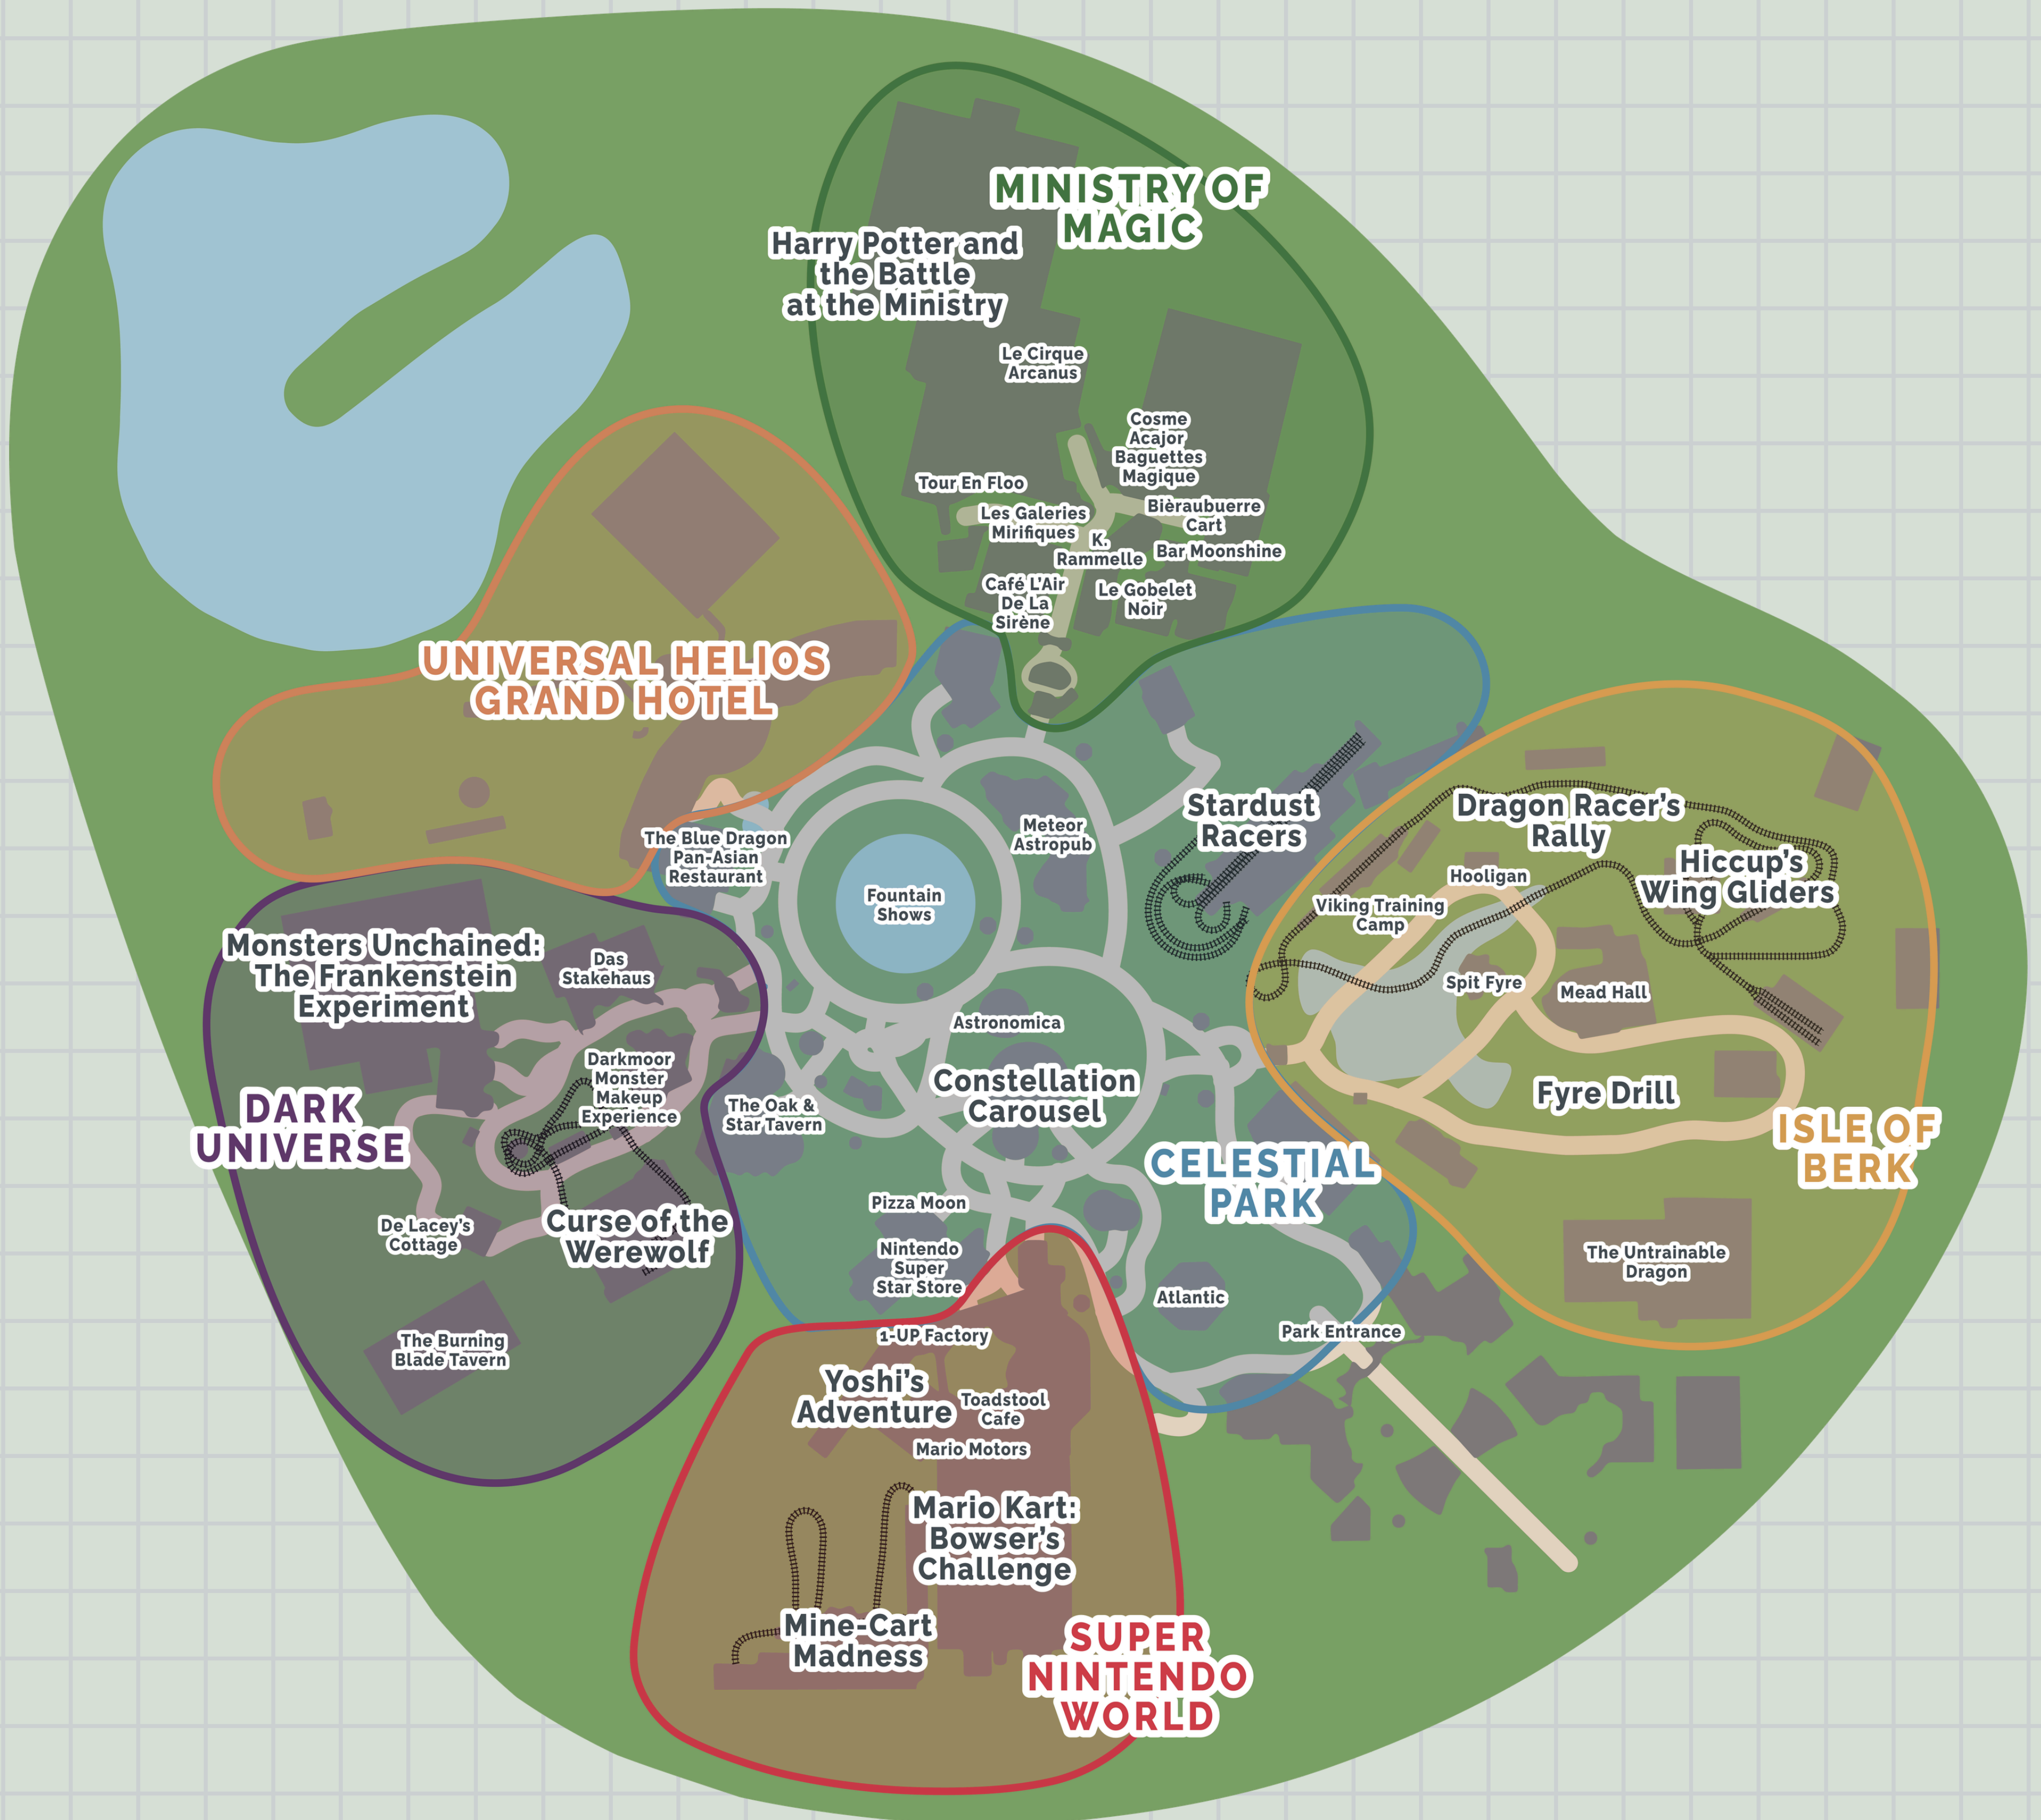 MINISTRY OF
MAGIC
Harry Potter and
the Battle
at the Ministry
Le Cirque
Arcanus
Cosme
Acajor
Baguettes
Magique
Tour En Floo
Les Galeries
Mirifiques
Bièraubuerre
Cart
K.
Rammelle
Bar Moonshine
Café L'Air
De La
Sirène
Le Gobelet
Noir
UNIVERSAL HELIOS
GRAND HOTEL
The Blue Dragon
Pan-Asian
Restaurant
Fountain
Shows
Meteor
Astropub
Stardust
Racers
Dragon Racer's
Rally
Hiccup's
Wing Gliders
Hooligan
Viking Training
Camp
Spit Fyre
Mead Hall
Fyre Drill
ISLE OF
BERK
The Untrainable
Dragon
Monsters Unchained:
The Frankenstein
Experiment
Das
Stakehaus
Darkmoor
Monster
Makeup
Experience
DARK
UNIVERSE
De Lacey's
Cottage
Curse of the
Werewolf
The Burning
Blade Tavern
The Oak &
Star Tavern
Astronomica
Constellation
Carousel
CELESTIAL
PARK
Pizza Moon
Nintendo
Super
Star Store
Atlantic
Park Entrance
1-UP Factory
Yoshi's
Adventure
Toadstool
Cafe
Mario Motors
Mario Kart:
Bowser's
Challenge
Mine-Cart
Madness
SUPER
NINTENDO
WORLD